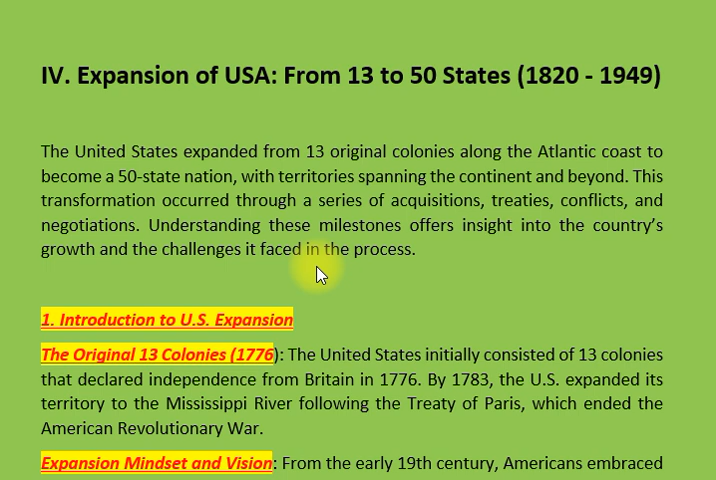 IV. Expansion of USA: From 13 to 50 States (1820 - 1949)
The United States expanded from 13 original colonies along the Atlantic coast to
become a 50-state nation, with territories spanning the continent and beyond. This
transformation occurred through a series of acquisitions, treaties, conflicts, and
negotiations. Understanding these milestones offers insight into the country’s
growth and the challenges it faced in the process.
1. Introduction to U.S. Expansion
The Original 13 Colonies (1776): The United States initially consisted of 13 colonies
that declared independence from Britain in 1776. By 1783, the U.S. expanded its
territory to the Mississippi River following the Treaty of Paris, which ended the
American Revolutionary War.
Expansion Mindset and Vision: From the early 19th century, Americans embraced